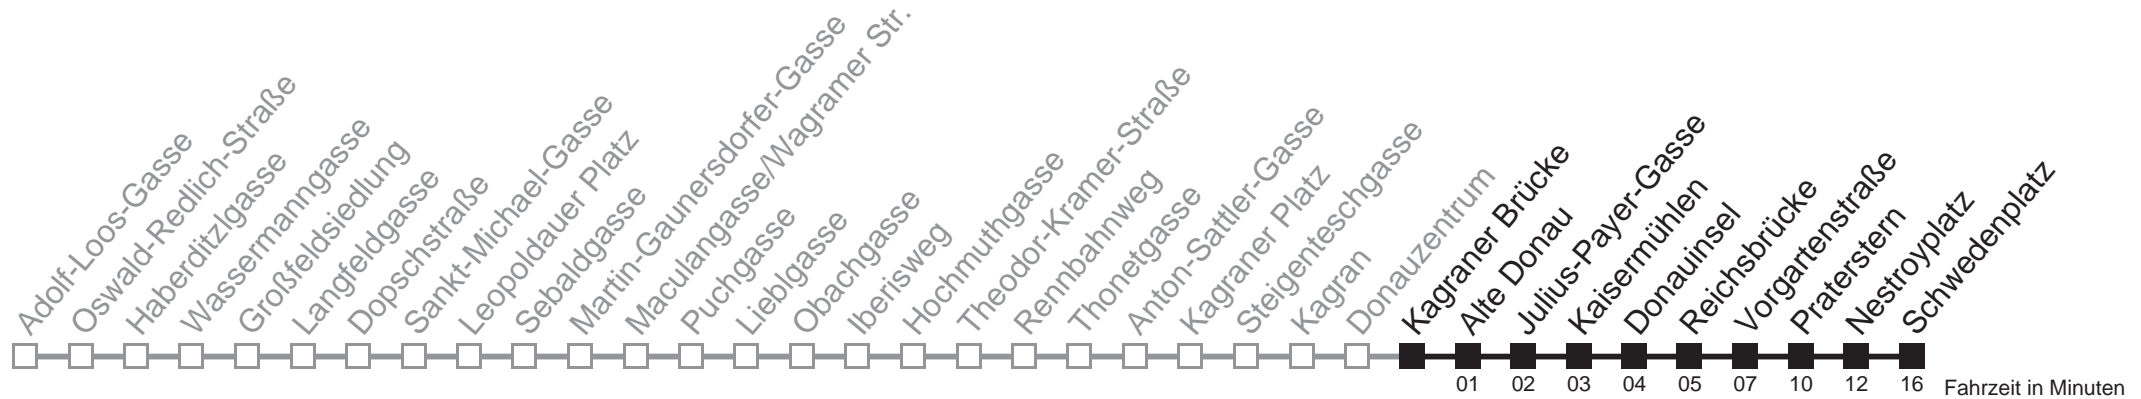 Adolf-Loos-Gasse
Oswald-Redlich-Straße
Haberditzlgasse
Wassermanngasse
Großfeldsiedlung
Langfeldgasse
Dopschstraße
Sankt-Michael-Gasse
Leopoldauer Platz
Sebaldgasse
Martin-Gaunersdorfer-Gasse
Maculangasse/Wagramer Str.
Puchgasse
Lieblgasse
Obachgasse
Iberisweg
Hochmuthgasse
Theodor-Kramer-Straße
Rennbahnweg
Thonetgasse
Anton-Sattler-Gasse
Kagraner Platz
Steigenteschgasse
Kagran
Donauzentrum
Kagraner Brücke
Alte Donau
Julius-Payer-Gasse
Kaisermühlen
Donauinsel
Reichsbrücke
Vorgartenstraße
Praterstern
Nestroyplatz
Schwedenplatz
01 02 03 04 05 07 10 12 16 Fahrzeit in Minuten